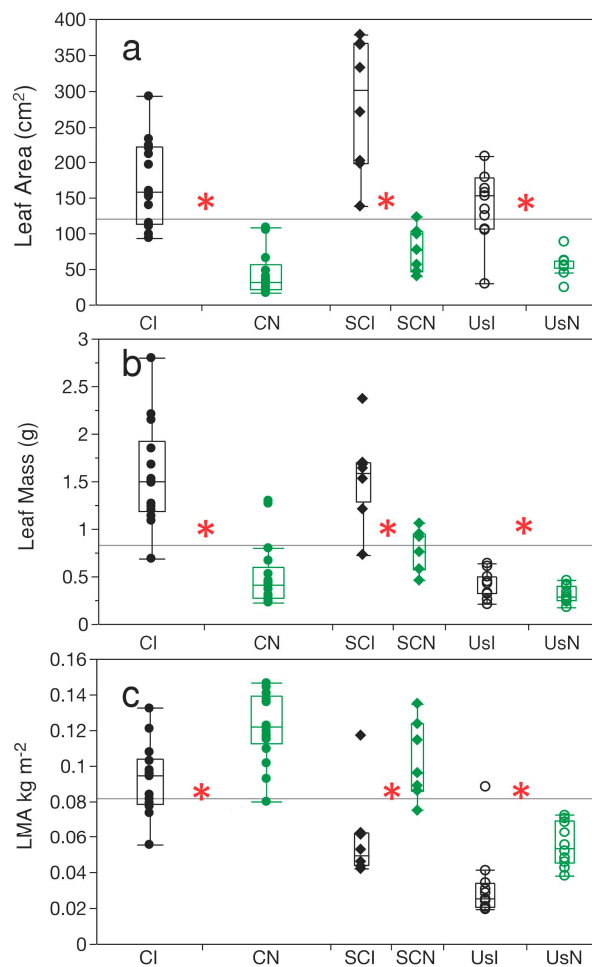 a
Leaf Area (cm²)
400
350
300
250
200
150
100
50
0
* * *
CI CN SCI SCN UsI UsN
b
Leaf Mass (g)
3
2.5
2
1.5
1
0.5
0
* * *
CI CN SCI SCN UsI UsN
c
LMA kg m⁻²
0.16
0.14
0.12
0.1
0.08
0.06
0.04
0.02
0
* * *
CI CN SCI SCN UsI UsN